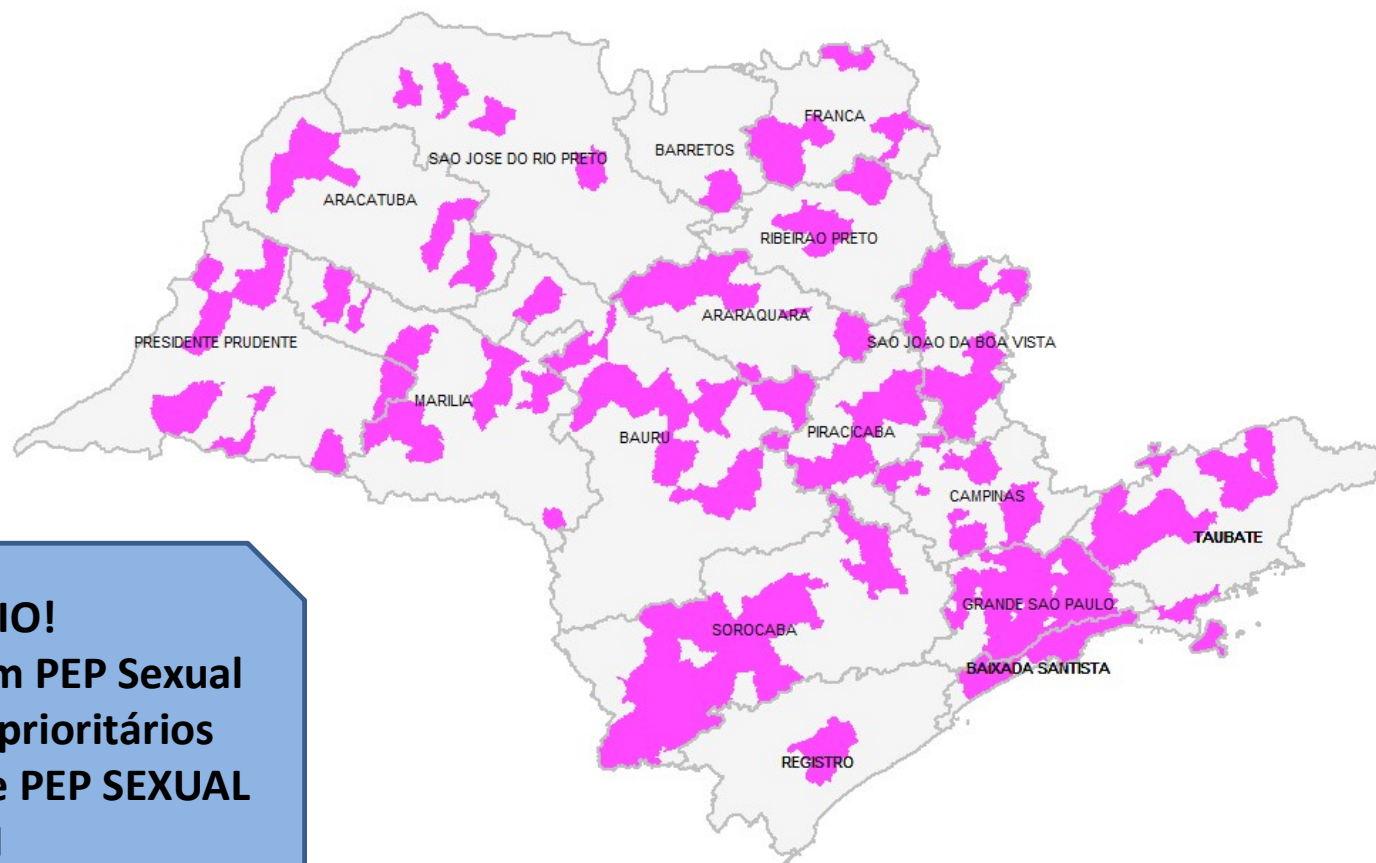 FRANCA
BARRETOS
SAO JOSE DO RIO PRETO
ARACATUBA
RIBEIRAO PRETO
ARARAQUARA
PRESIDENTE PRUDENTE
SAO JOAO DA BOA VISTA
MARILIA
BAURU
PIRACICABA
CAMPINAS
TAUBATE
GRANDE SAO PAULO
SOROCABA
BAIXADA SANTISTA
REGISTRO
IO!
m PEP Sexual
prioritários
e PEP SEXUAL